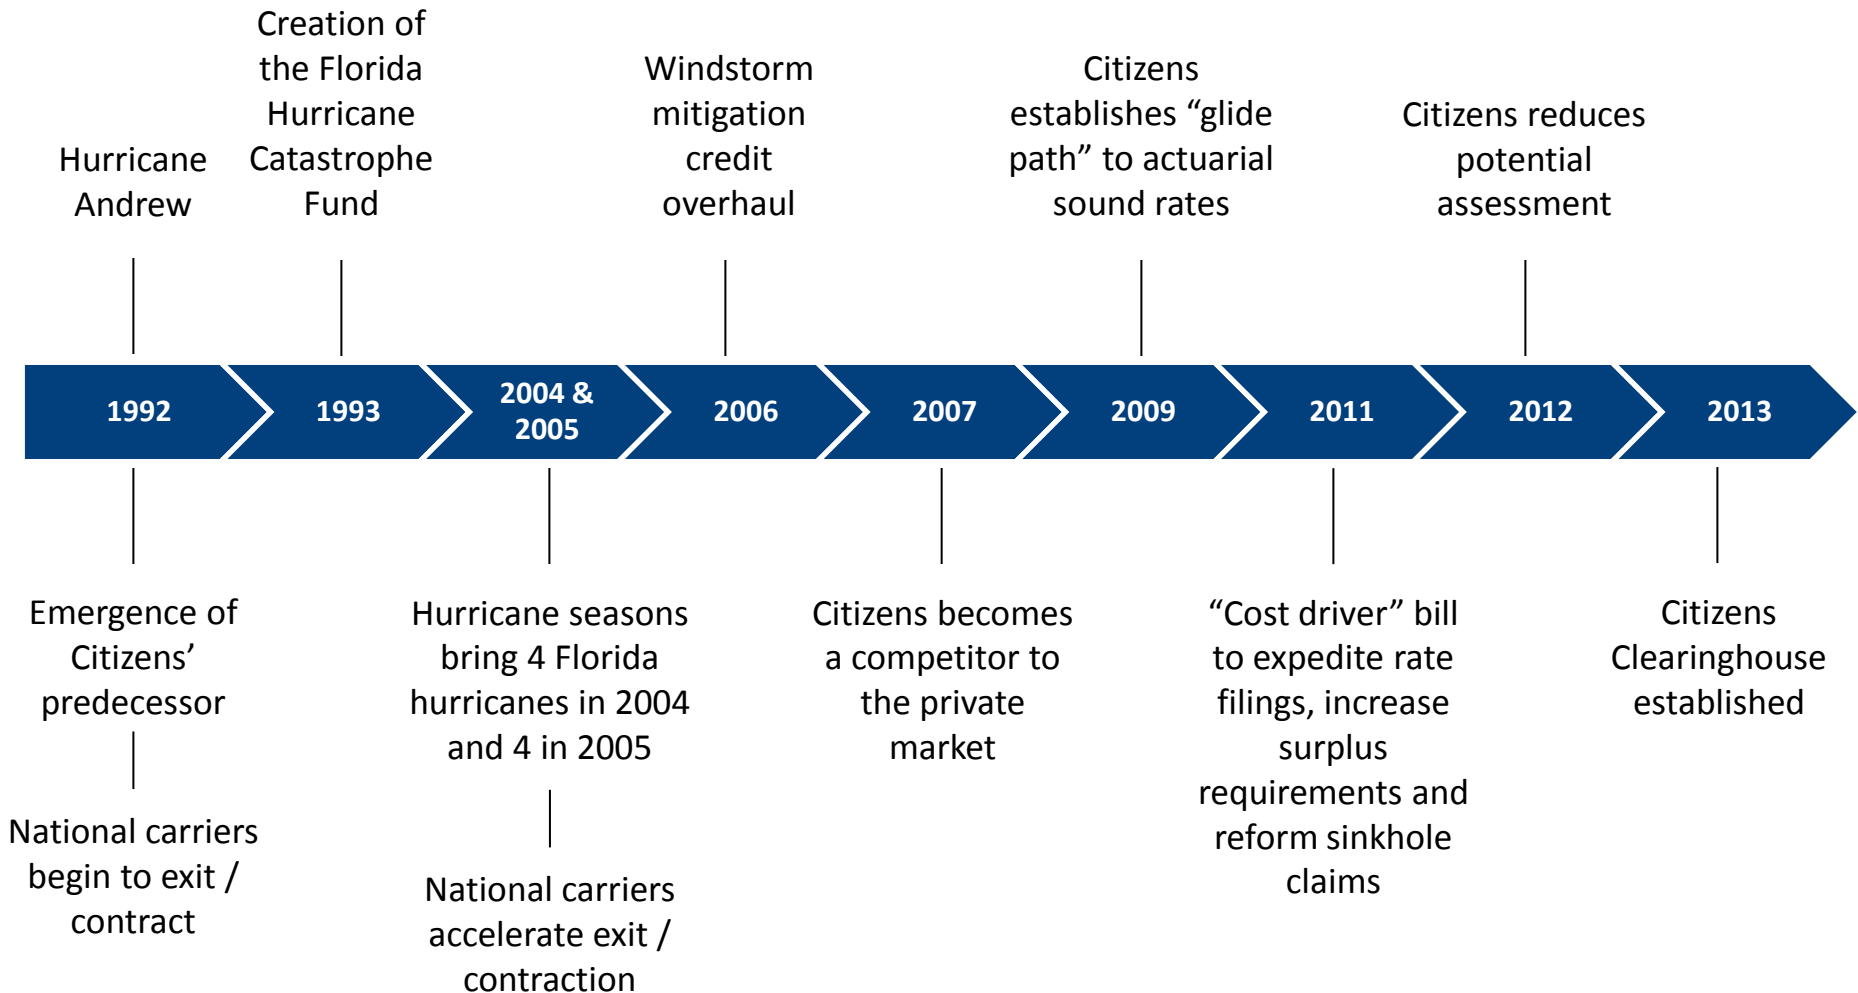 Hurricane
Andrew
Creation of
the Florida
Hurricane
Catastrophe
Fund
Windstorm
mitigation
credit
overhaul
Citizens
establishes “glide
path” to actuarial
sound rates
Citizens reduces
potential
assessment
1992
1993
2004 &
2005
2006
2007
2009
2011
2012
2013
Emergence of
Citizens’
predecessor
National carriers
begin to exit /
contract
Hurricane seasons
bring 4 Florida
hurricanes in 2004
and 4 in 2005
National carriers
accelerate exit /
contraction
Citizens becomes
a competitor to
the private
market
“Cost driver” bill
to expedite rate
filings, increase
surplus
requirements and
reform sinkhole
claims
Citizens
Clearinghouse
established